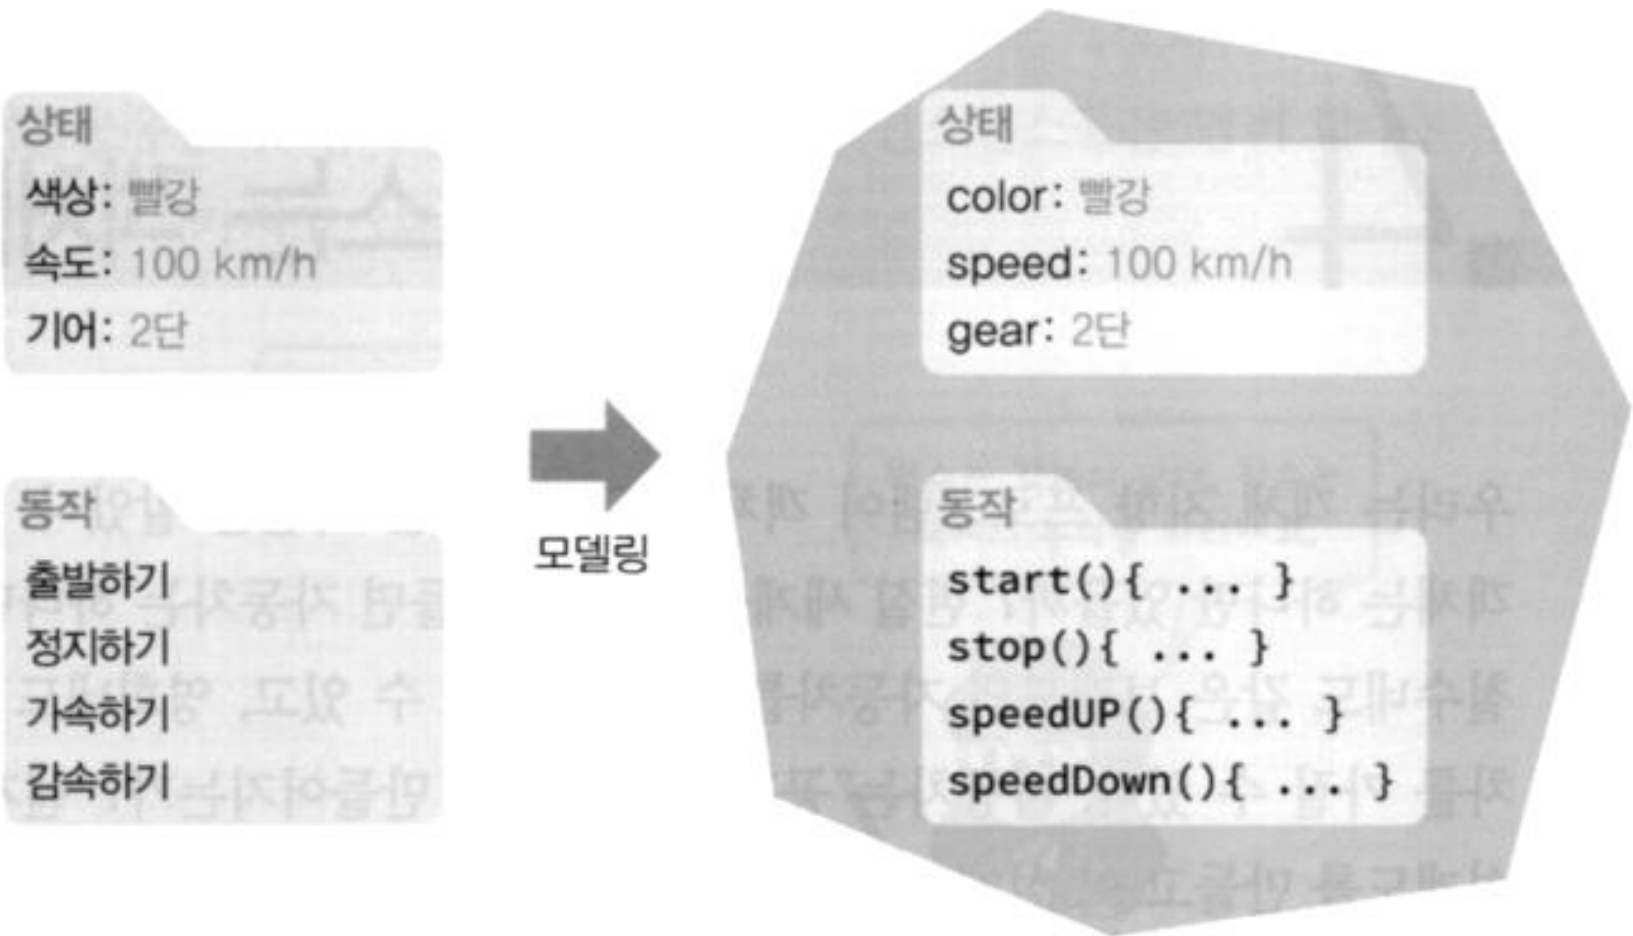 상태
색상: 빨강
속도: 100 km/h
기어: 2단
동작
출발하기
정지하기
가속하기
감속하기
모델링
상태
color: 빨강
speed: 100 km/h
gear: 2단
동작
start(){ ... }
stop(){ ... }
speedUP(){ ... }
speedDown(){ ... }